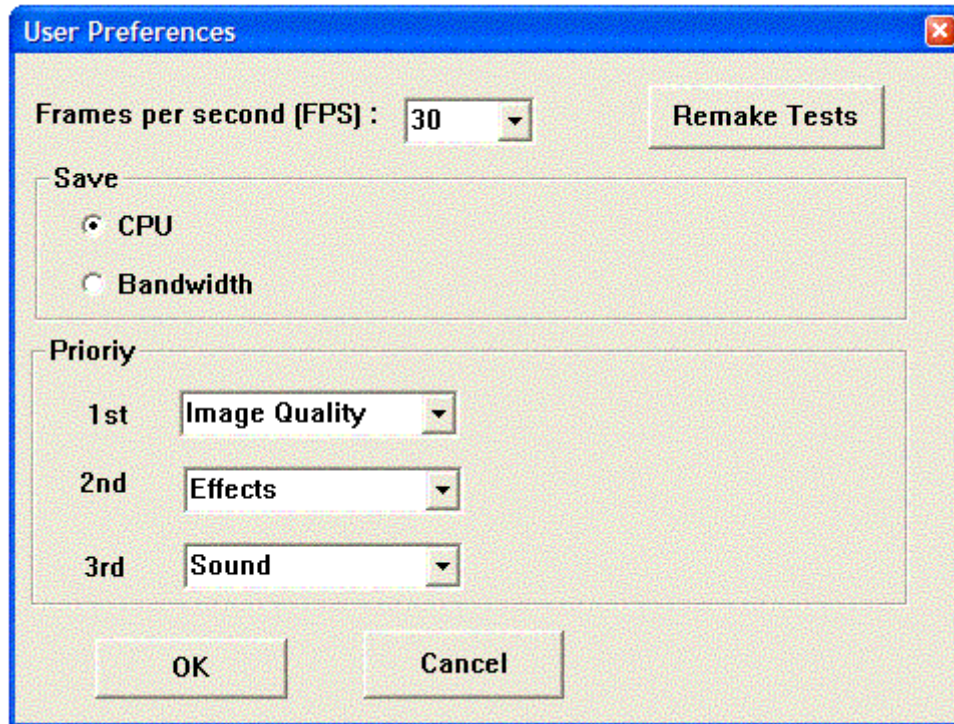 User Preferences
Frames per second (FPS) : 30 Remake Tests
Save
CPU
Bandwidth
Prioriy
1st Image Quality
2nd Effects
3rd Sound
OK Cancel